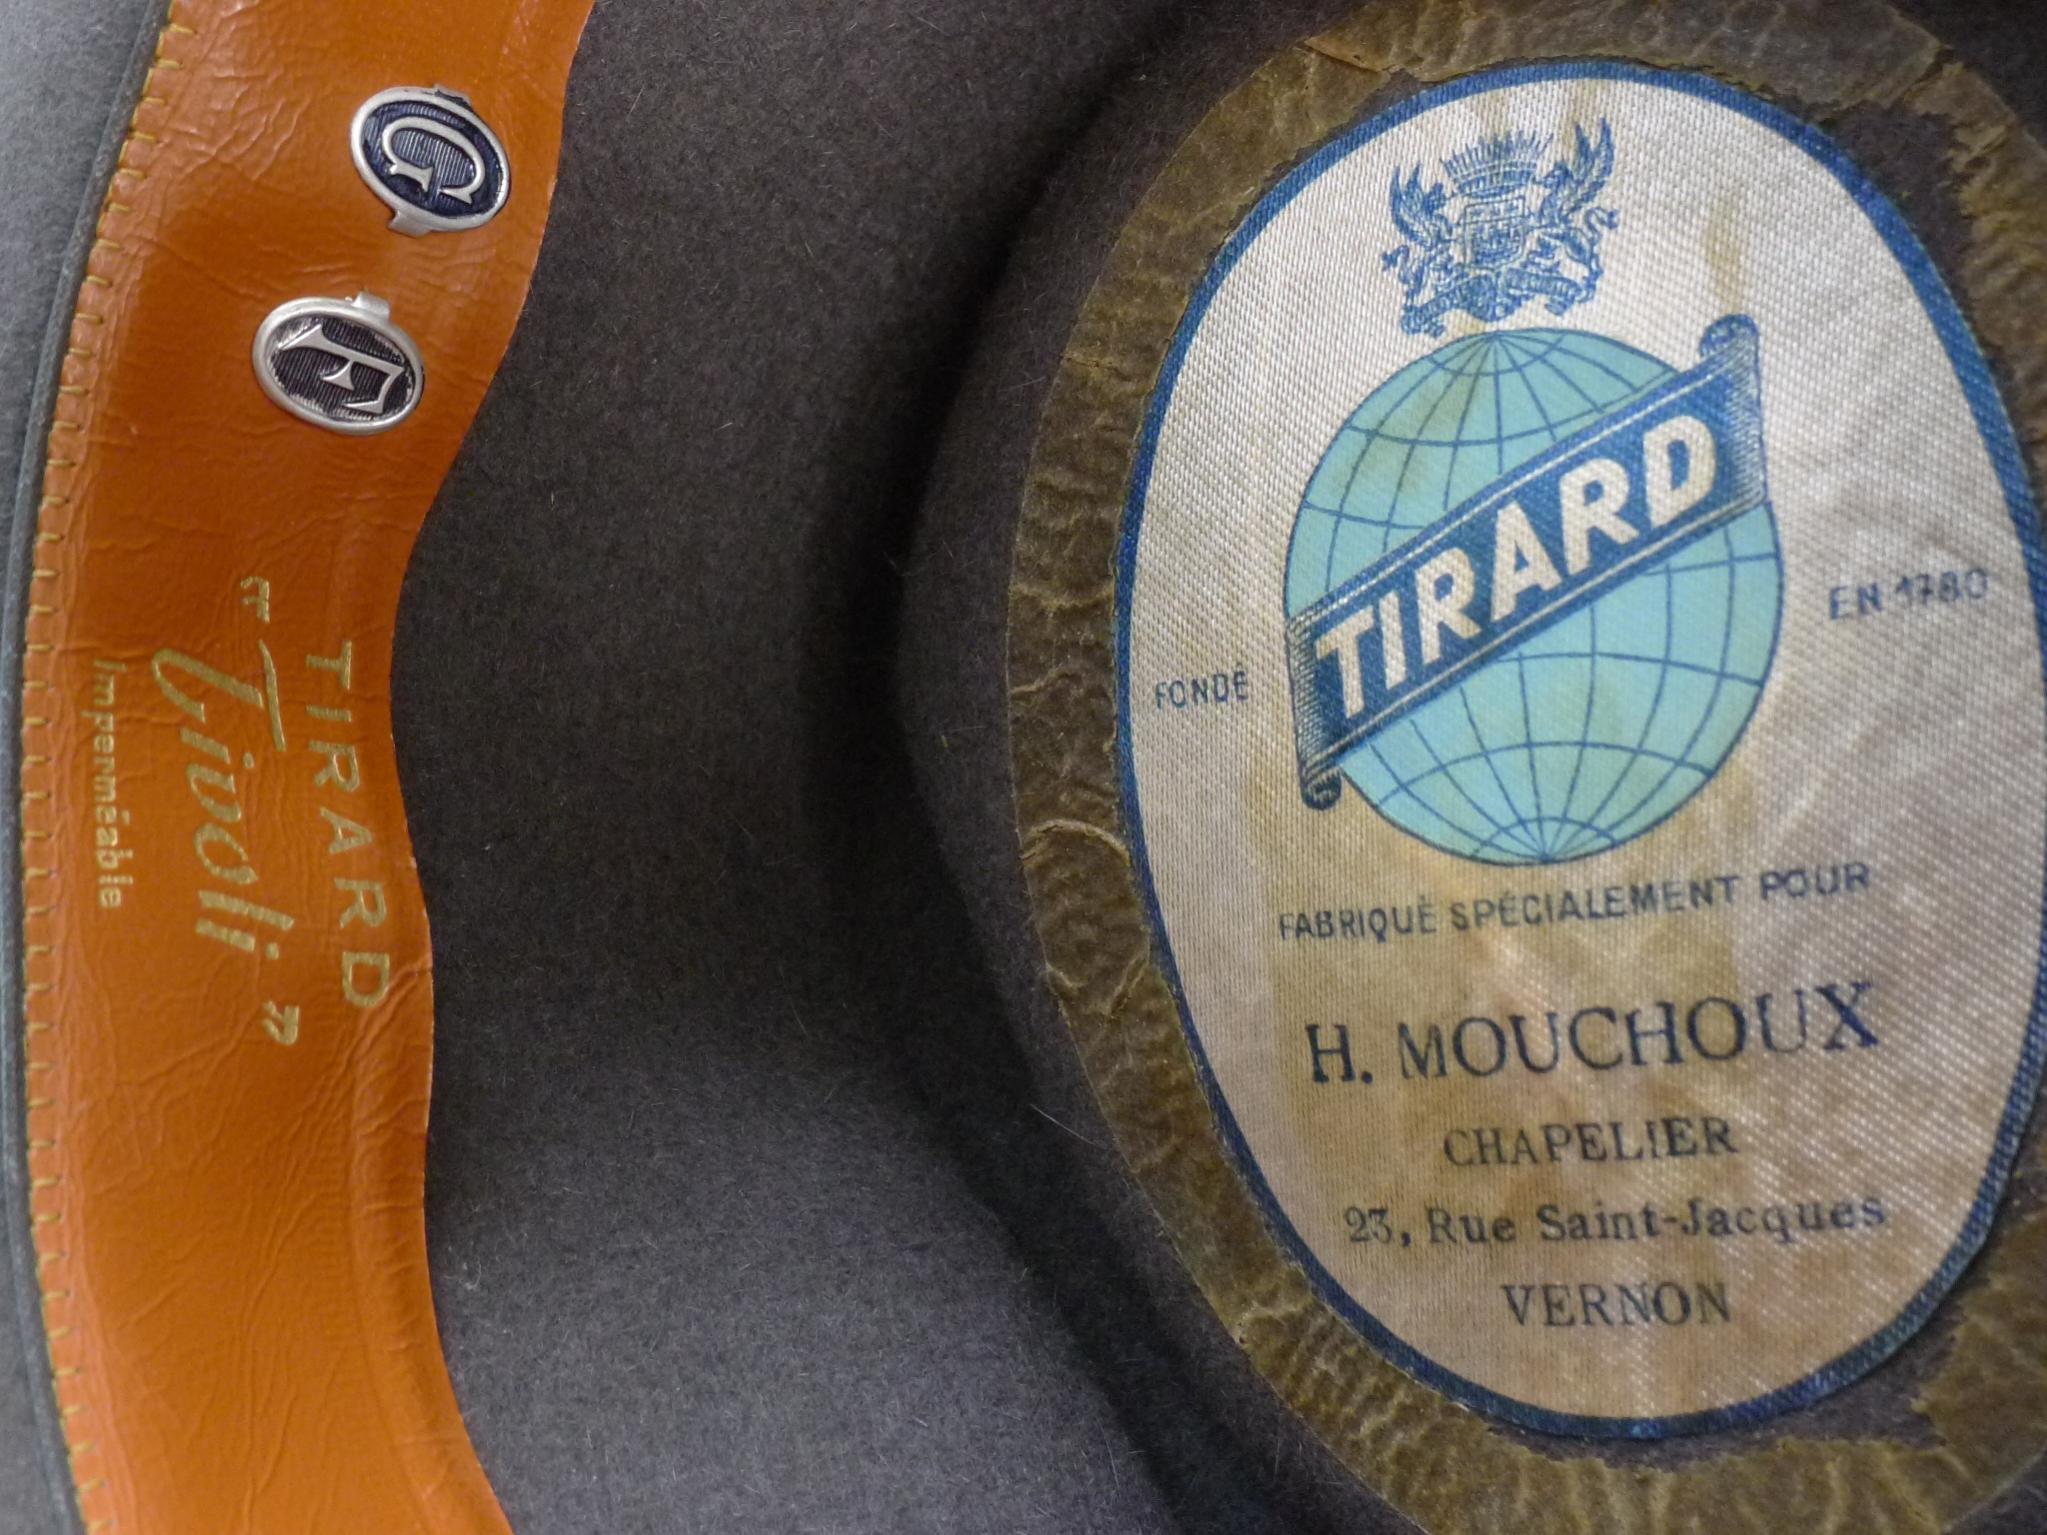 G
F
TIRARD
"Tivoli"
Imperméable
TIRARD
FONDÉ EN 1780
FABRIQUÉ SPÉCIALEMENT POUR
H. MOUCHOUX
CHAPELIER
23, Rue Saint-Jacques
VERNON